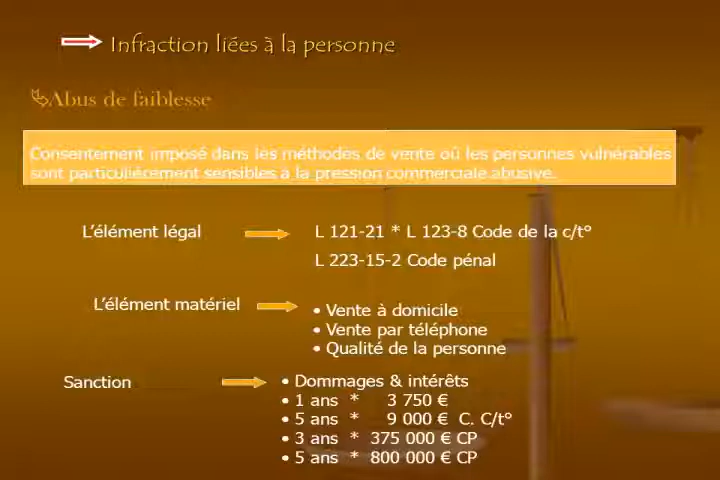 Infraction liées à la personne
Abus de faiblesse
Consentement imposé dans les méthodes de vente où les personnes vulnérables
sont particulièrement sensibles à la pression commerciale abusive.
L'élément légal
L 121-21 * L 123-8 Code de la c/t°
L 223-15-2 Code pénal
L'élément matériel
• Vente à domicile
• Vente par téléphone
• Qualité de la personne
Sanction
• Dommages & intérêts
• 1 ans * 3 750 €
• 5 ans * 9 000 € C. C/t°
• 3 ans * 375 000 € CP
• 5 ans * 800 000 € CP